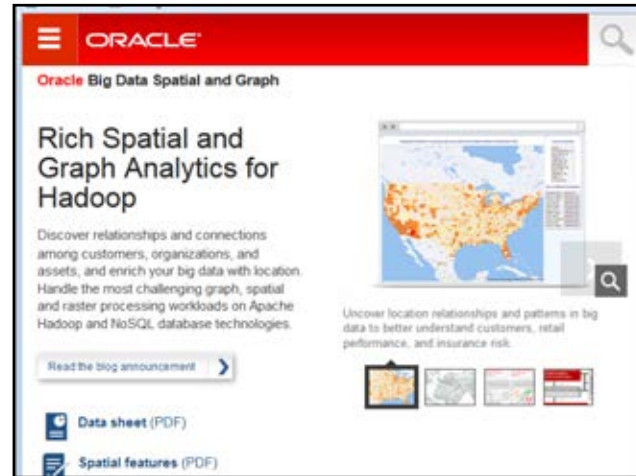 ORACLE
Oracle Big Data Spatial and Graph
Rich Spatial and
Graph Analytics for
Hadoop
Discover relationships and connections
among customers, organizations, and
assets, and enrich your big data with location.
Handle the most challenging graph, spatial
and raster processing workloads on Apache
Hadoop and NoSQL database technologies.
Read the blog announcement
Data sheet (PDF)
Spatial features (PDF)
Uncover location relationships and patterns in big
data to better understand customers, retail
performance, and insurance risk.